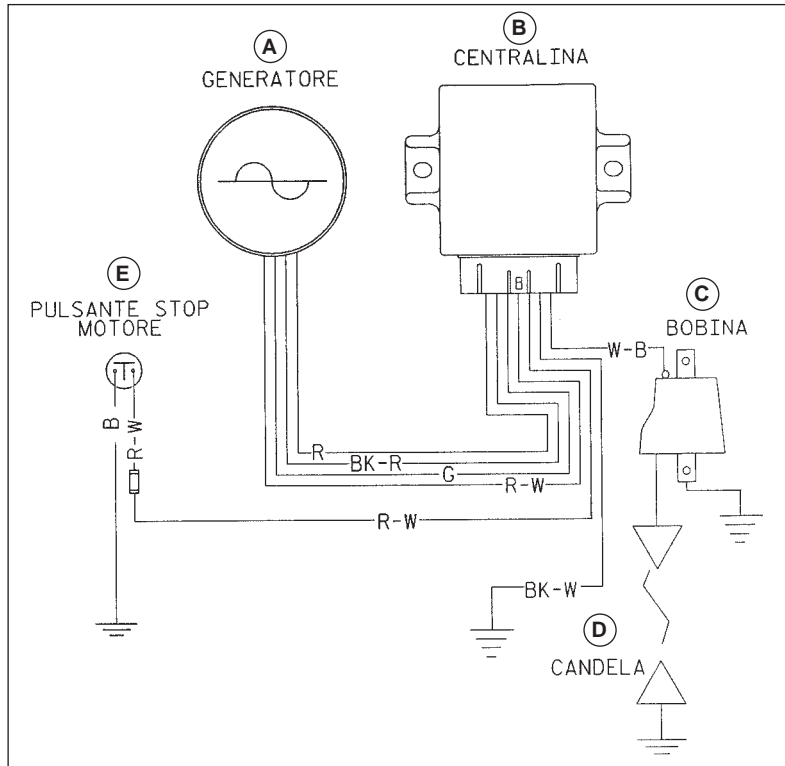 A
GENERATORE
B
CENTRALINA
E
PULSANTE STOP
MOTORE
C
BOBINA
B
W-B
B
R-W
R
BK-R
G
R-W
R-W
BK-W
D
CANDELA